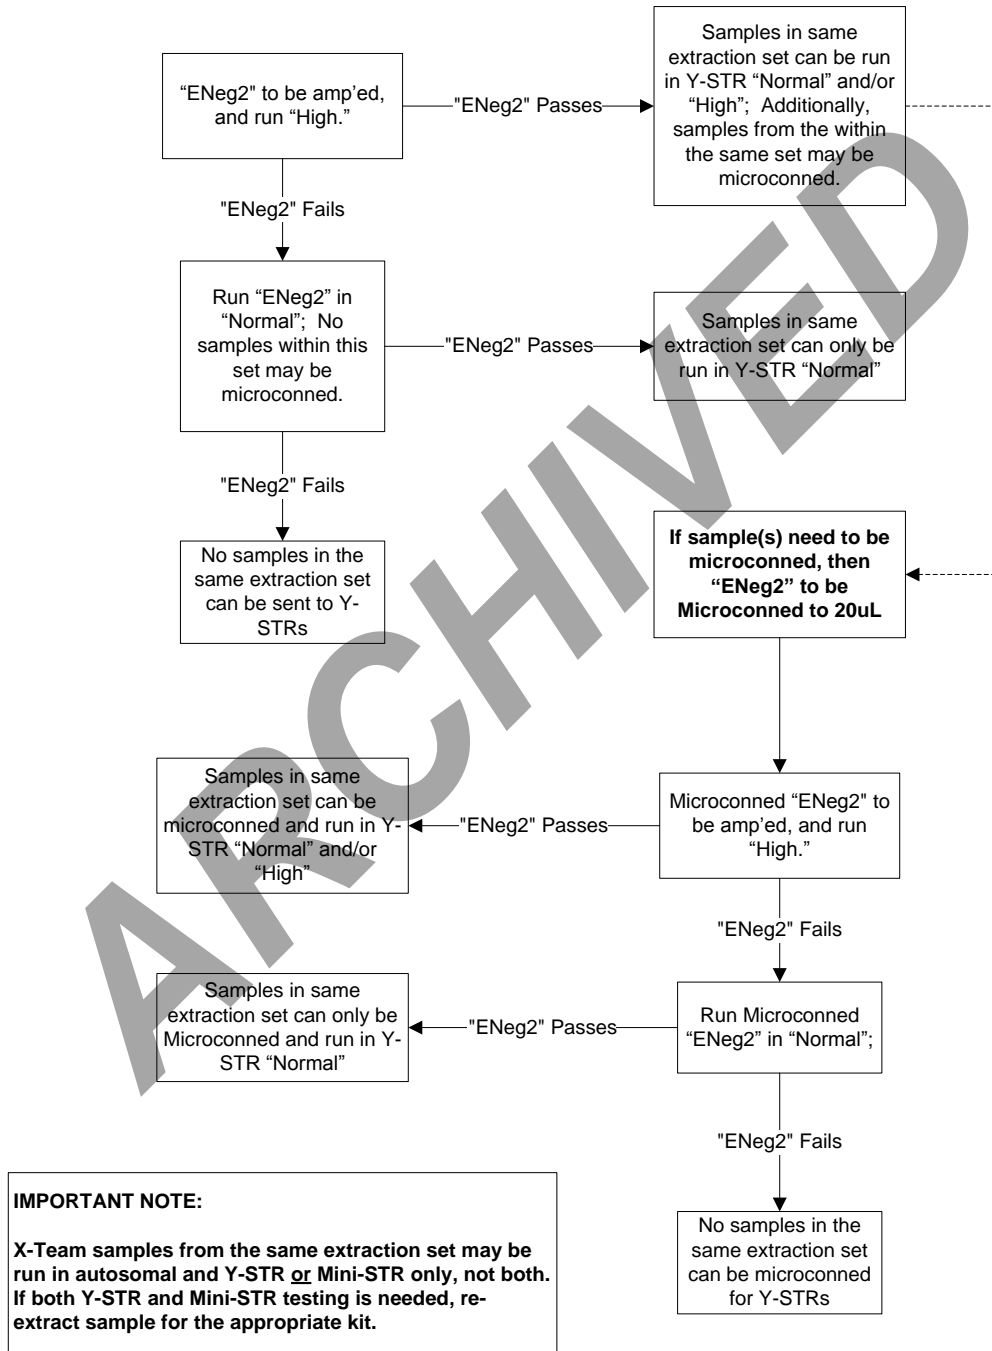 “ENeg2" to be amp’ed,
and run “High.”
"ENeg2" Passes
Samples in same
extraction set can be run
in Y-STR “Normal” and/or
“High”;  Additionally,
samples from the within
the same set may be
microconned.
"ENeg2" Fails
Run “ENeg2” in
“Normal”;  No
samples within this
set may be
microconned.
"ENeg2" Passes
Samples in same
extraction set can only be
run in Y-STR “Normal”
"ENeg2" Fails
No samples in the
same extraction set
can be sent to Y-
STRs
If sample(s) need to be
microconned, then
“ENeg2” to be
Microconned to 20uL
Microconned “ENeg2" to
be amp’ed, and run
“High.”
"ENeg2" Passes
Samples in same
extraction set can be
microconned and run in Y-
STR “Normal” and/or
“High”
"ENeg2" Fails
Run Microconned
“ENeg2” in “Normal”;
"ENeg2" Passes
Samples in same
extraction set can only be
Microconned and run in Y-
STR “Normal”
"ENeg2" Fails
No samples in the
same extraction set
can be microconned
for Y-STRs
IMPORTANT NOTE:
X-Team samples from the same extraction set may be
run in autosomal and Y-STR or Mini-STR only, not both.
If both Y-STR and Mini-STR testing is needed, re-
extract sample for the appropriate kit.
ARCHIVED